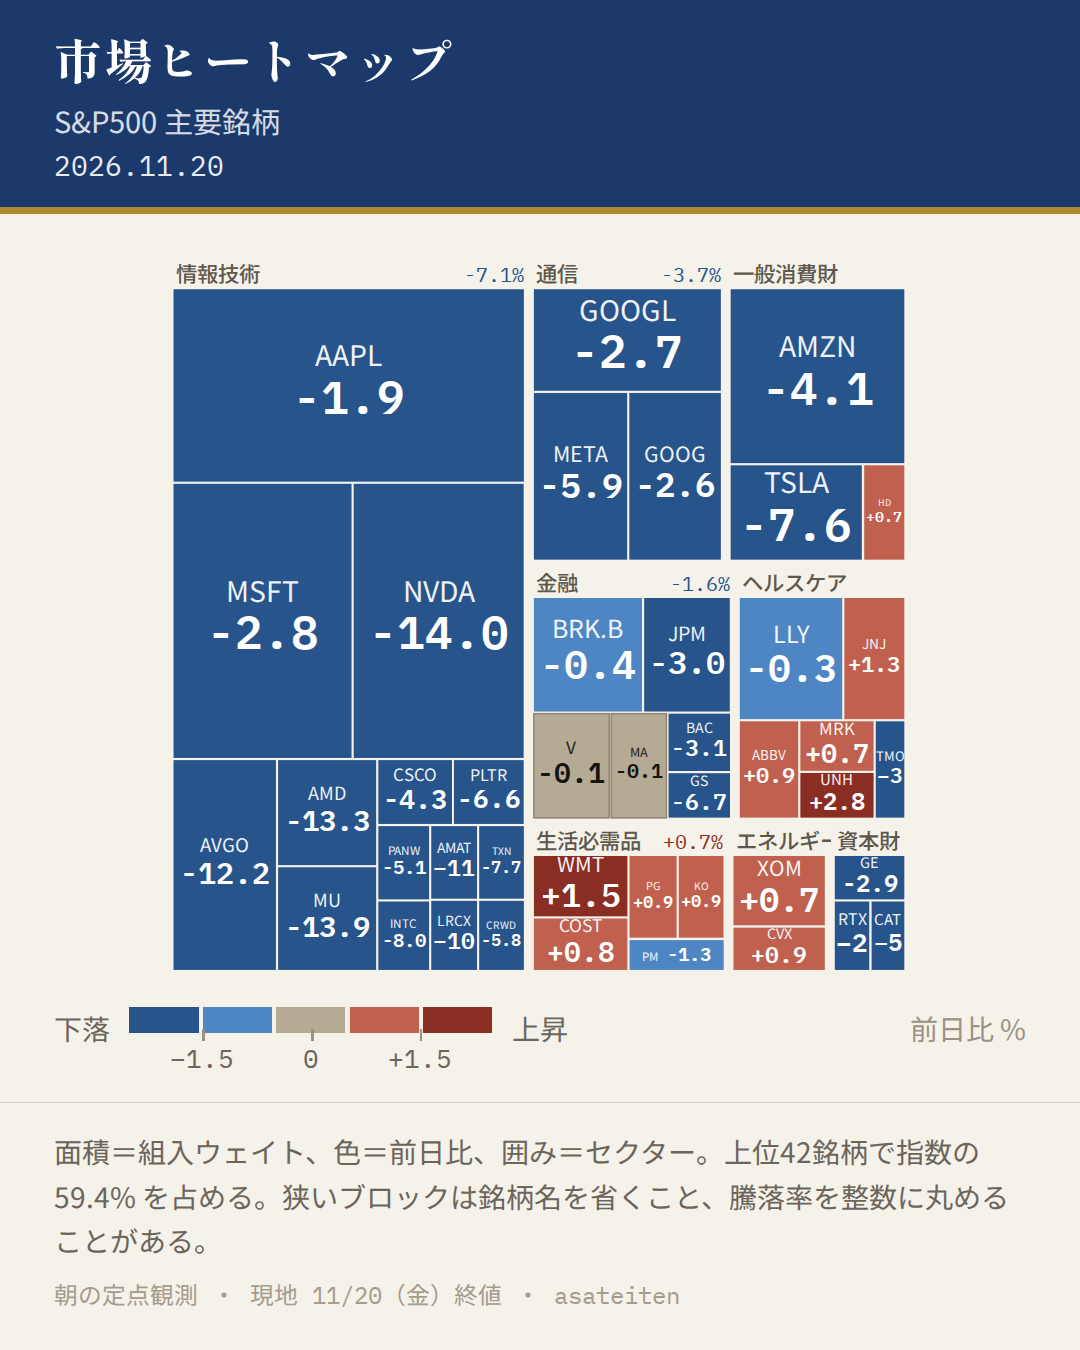 市場ヒートマップ
S&P500 主要銘柄
2026.11.20
情報技術 -7.1%
AAPL
-1.9
MSFT
-2.8
NVDA
-14.0
AVGO
-12.2
AMD
-13.3
MU
-13.9
CSCO
-4.3
PLTR
-6.6
PANW
-5.1
AMAT
−11
TXN
-7.7
INTC
-8.0
LRCX
−10
CRWD
-5.8
通信 -3.7%
GOOGL
-2.7
META
-5.9
GOOG
-2.6
一般消費財
AMZN
-4.1
TSLA
-7.6
HD
+0.7
金融 -1.6%
BRK.B
-0.4
JPM
-3.0
V
-0.1
MA
-0.1
BAC
-3.1
GS
-6.7
ヘルスケア
LLY
-0.3
JNJ
+1.3
ABBV
+0.9
MRK
+0.7
UNH
+2.8
TMO
−3
生活必需品 +0.7%
WMT
+1.5
COST
+0.8
PG
+0.9
KO
+0.9
PM -1.3
エネルギー
XOM
+0.7
CVX
+0.9
資本財
GE
-2.9
RTX
−2
CAT
−5
下落 上昇 前日比 %
−1.5 0 +1.5
面積＝組入ウェイト、色＝前日比、囲み＝セクター。上位42銘柄で指数の
59.4% を占める。狭いブロックは銘柄名を省くこと、騰落率を整数に丸める
ことがある。
朝の定点観測 ・ 現地 11/20（金）終値 ・ asateiten